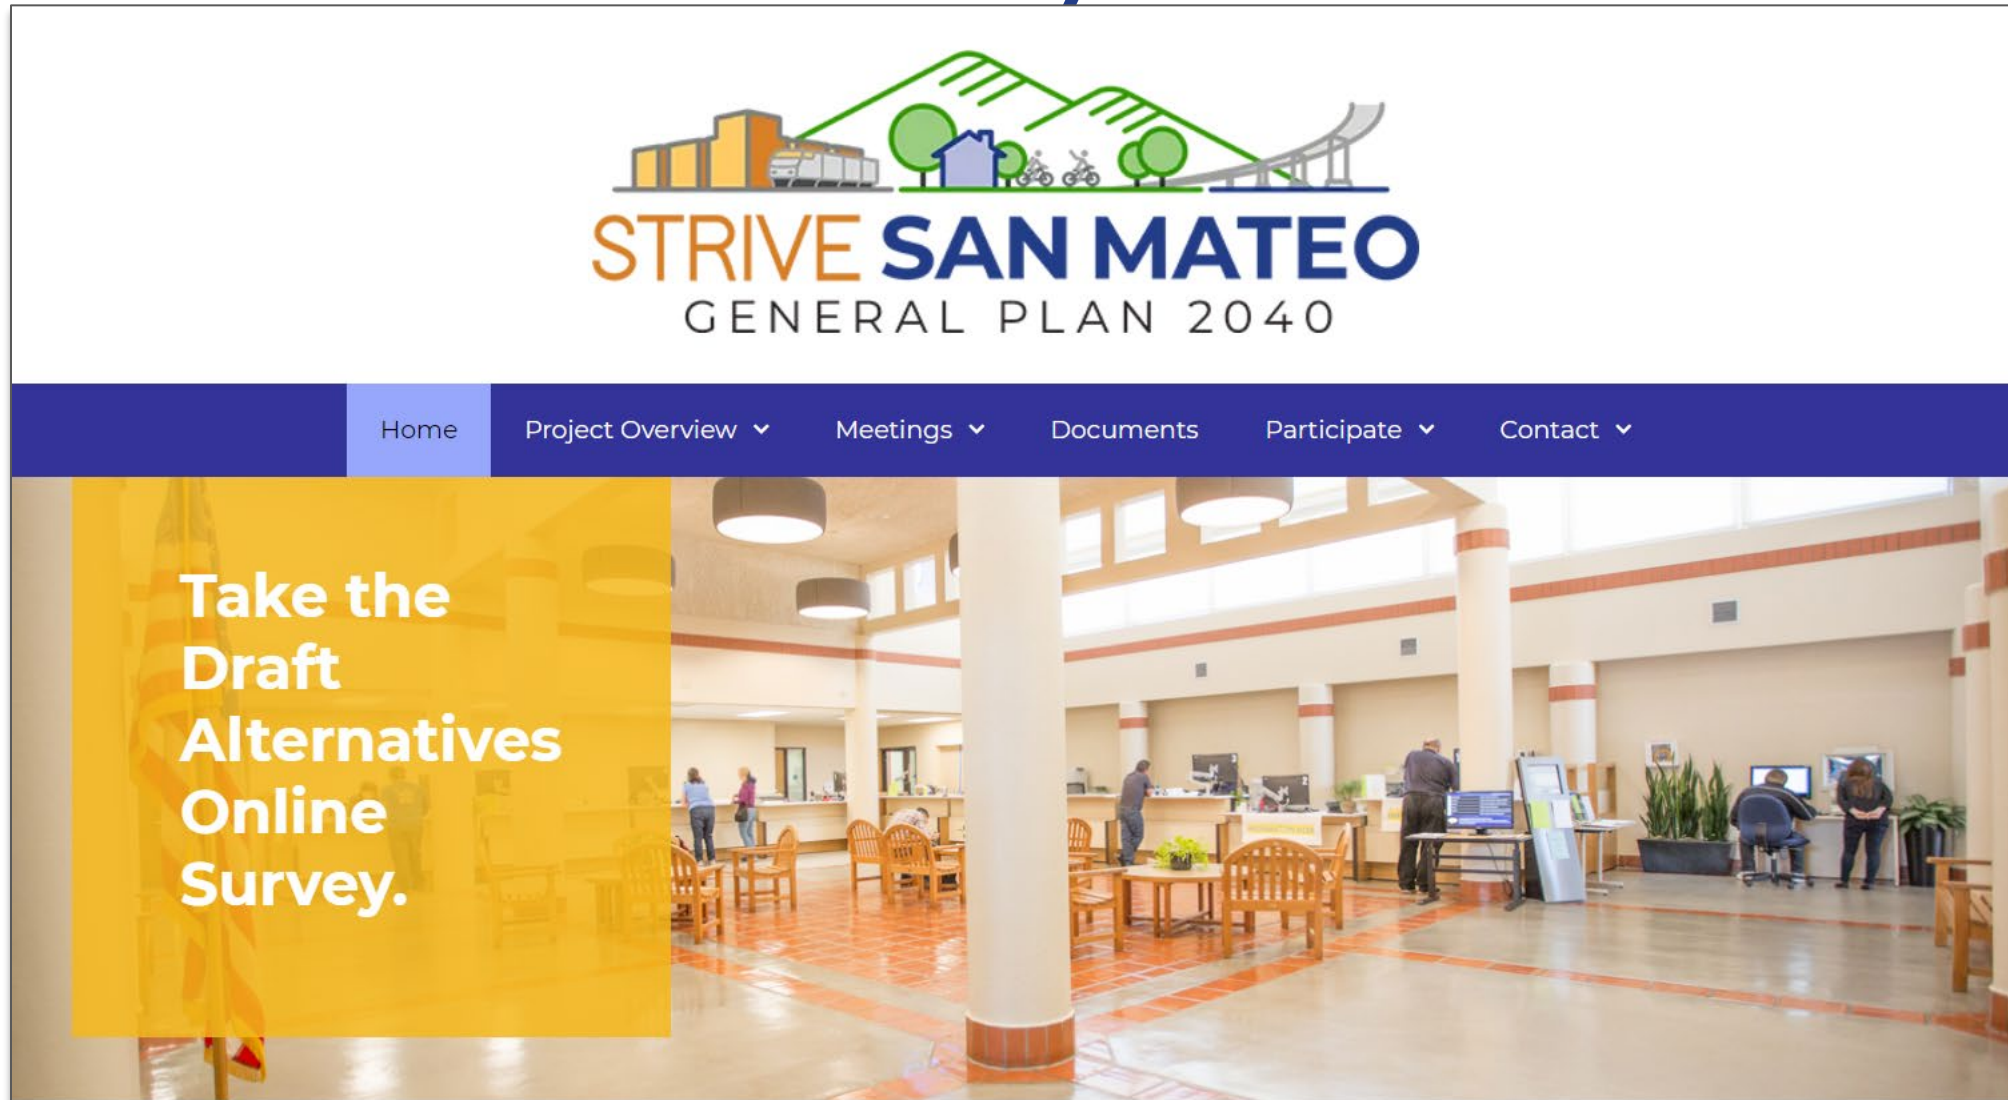 STRIVE SAN MATEO
GENERAL PLAN 2040
Home Project Overview Meetings Documents Participate Contact
Take the
Draft
Alternatives
Online
Survey.